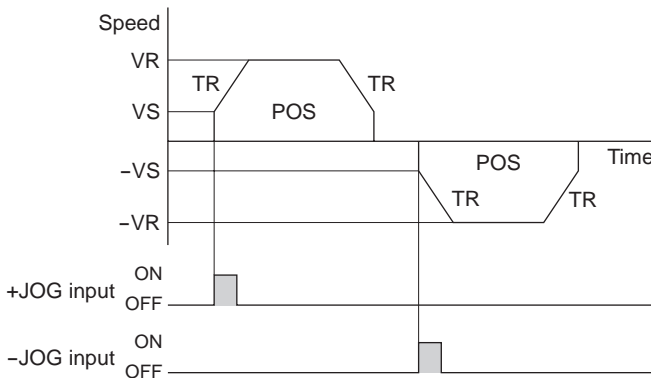 Speed
VR
TR
TR
VS
POS
POS
Time
–VS
TR
TR
–VR
ON
+JOG input
OFF
ON
–JOG input
OFF